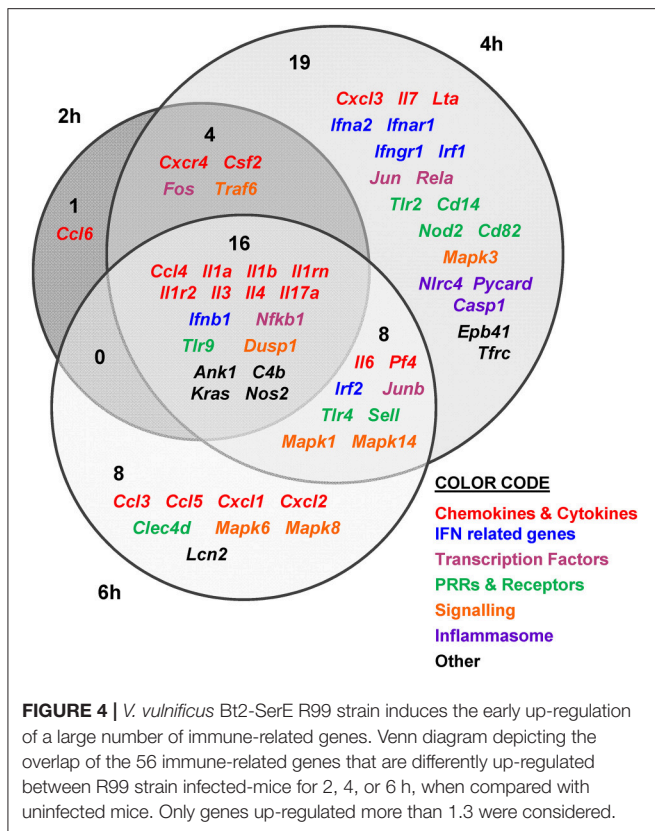 4h
19
Cxcl3 Il7 Lta
Ifna2 Ifnar1
Ifngr1 Irf1
Jun Rela
Tlr2 Cd14
Nod2 Cd82
Mapk3
Nlrc4 Pycard
Casp1
Epb41
Tfrc
2h
4
Cxcr4 Csf2
Fos Traf6
1
Ccl6
16
Ccl4 Il1a Il1b Il1rn
Il1r2 Il3 Il4 Il17a
Ifnb1 Nfkb1
Tlr9 Dusp1
Ank1 C4b
Kras Nos2
0
8
Il6 Pf4
Irf2 Junb
Tlr4 Sell
Mapk1 Mapk14
8
Ccl3 Ccl5 Cxcl1 Cxcl2
Clec4d Mapk6 Mapk8
Lcn2
6h
COLOR CODE
Chemokines & Cytokines
IFN related genes
Transcription Factors
PRRs & Receptors
Signalling
Inflammasome
Other
FIGURE 4 | V. vulnificus Bt2-SerE R99 strain induces the early up-regulation
of a large number of immune-related genes. Venn diagram depicting the
overlap of the 56 immune-related genes that are differently up-regulated
between R99 strain infected-mice for 2, 4, or 6 h, when compared with
uninfected mice. Only genes up-regulated more than 1.3 were considered.